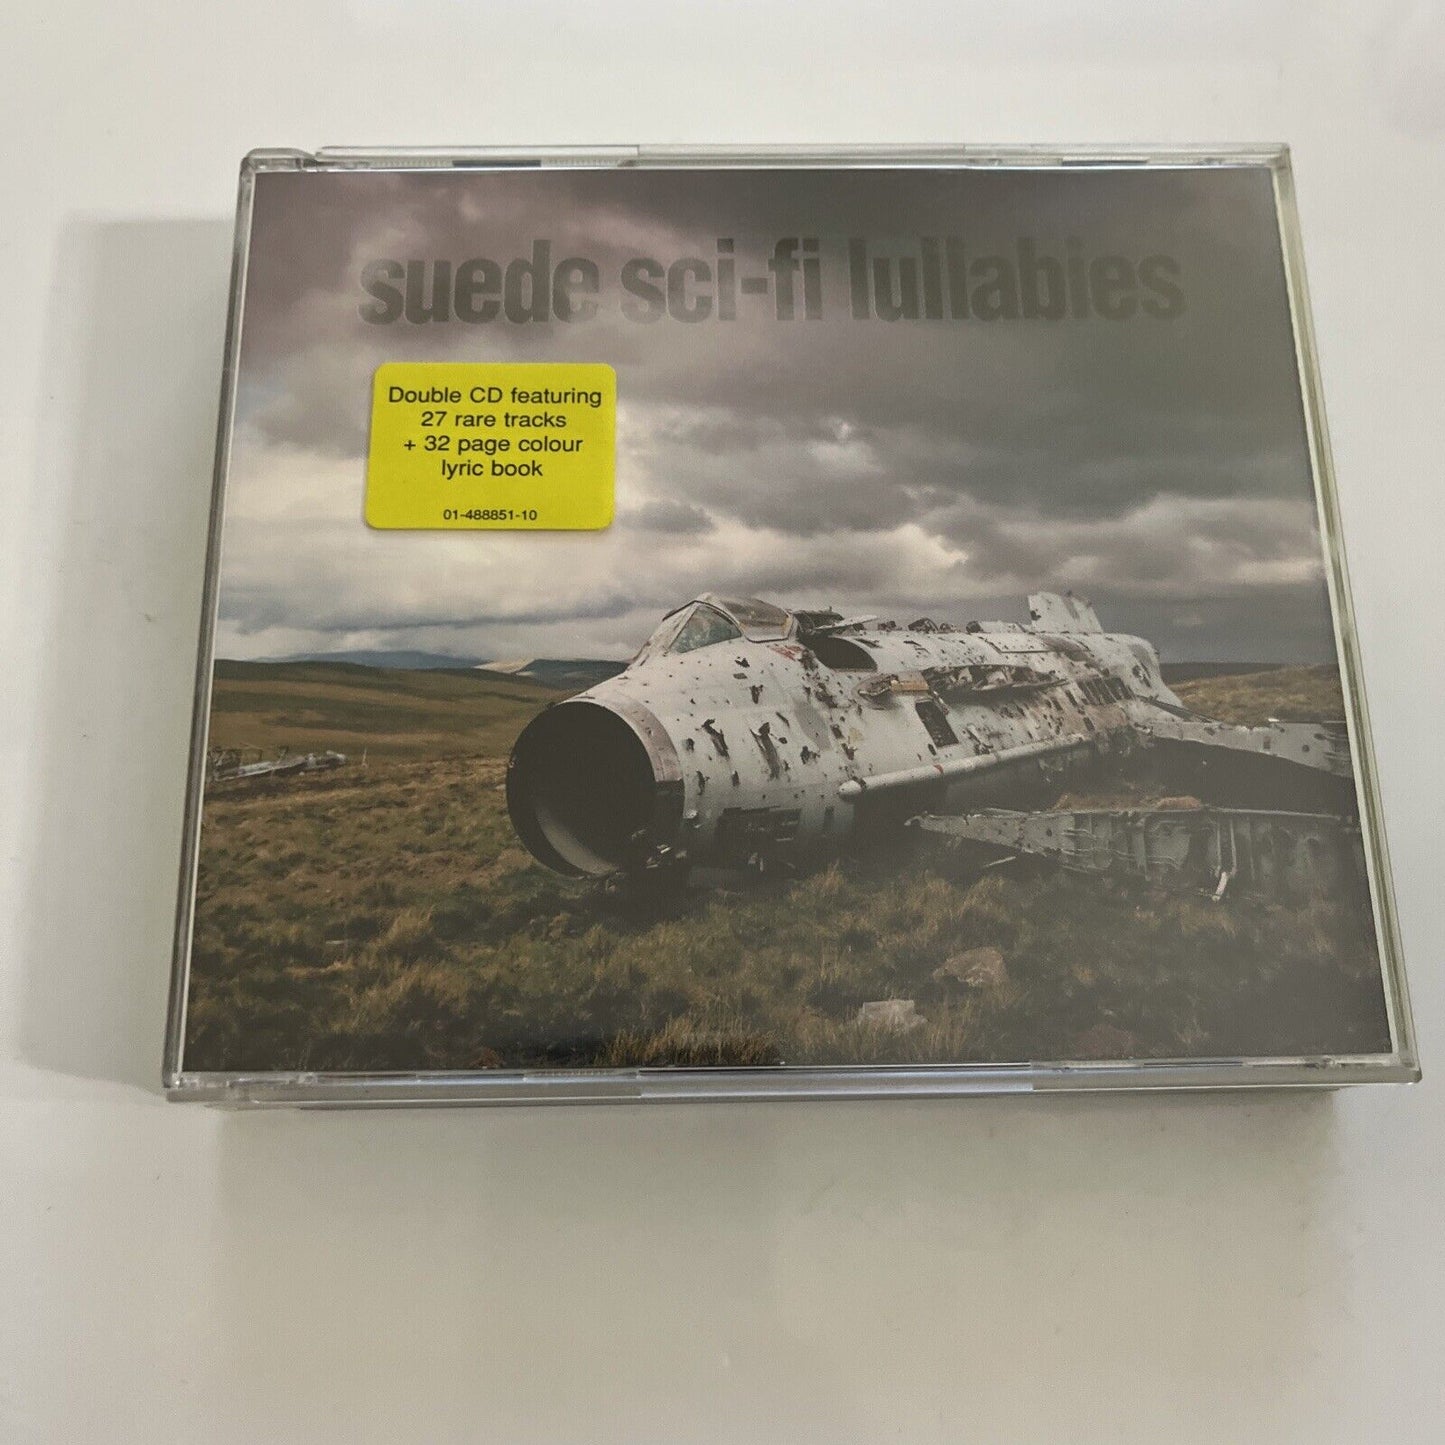 suede sci-fi lullabies
Double CD featuring
27 rare tracks
+ 32 page colour
lyric book
01-488851-10